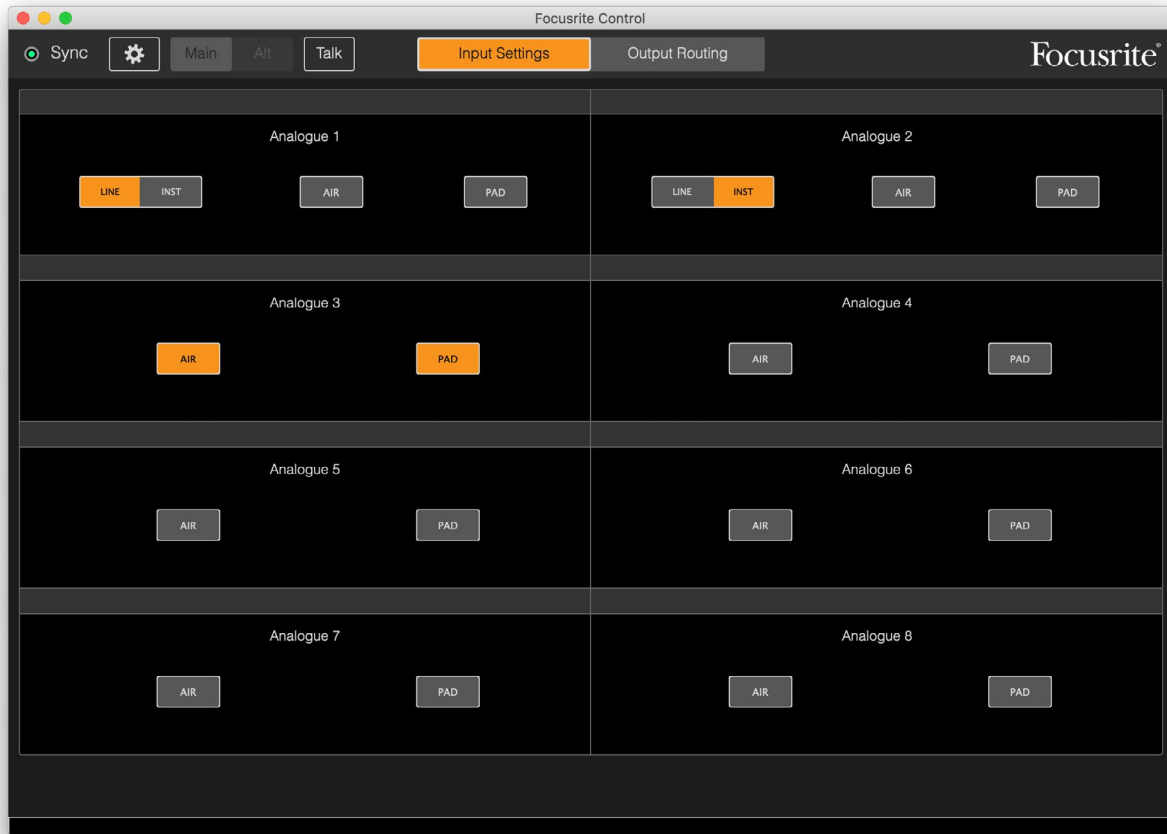 Focusrite Control
Sync Main Alt Talk Input Settings Output Routing Focusrite®
Analogue 1 Analogue 2
LINE INST AIR PAD LINE INST AIR PAD
Analogue 3 Analogue 4
AIR PAD AIR PAD
Analogue 5 Analogue 6
AIR PAD AIR PAD
Analogue 7 Analogue 8
AIR PAD AIR PAD